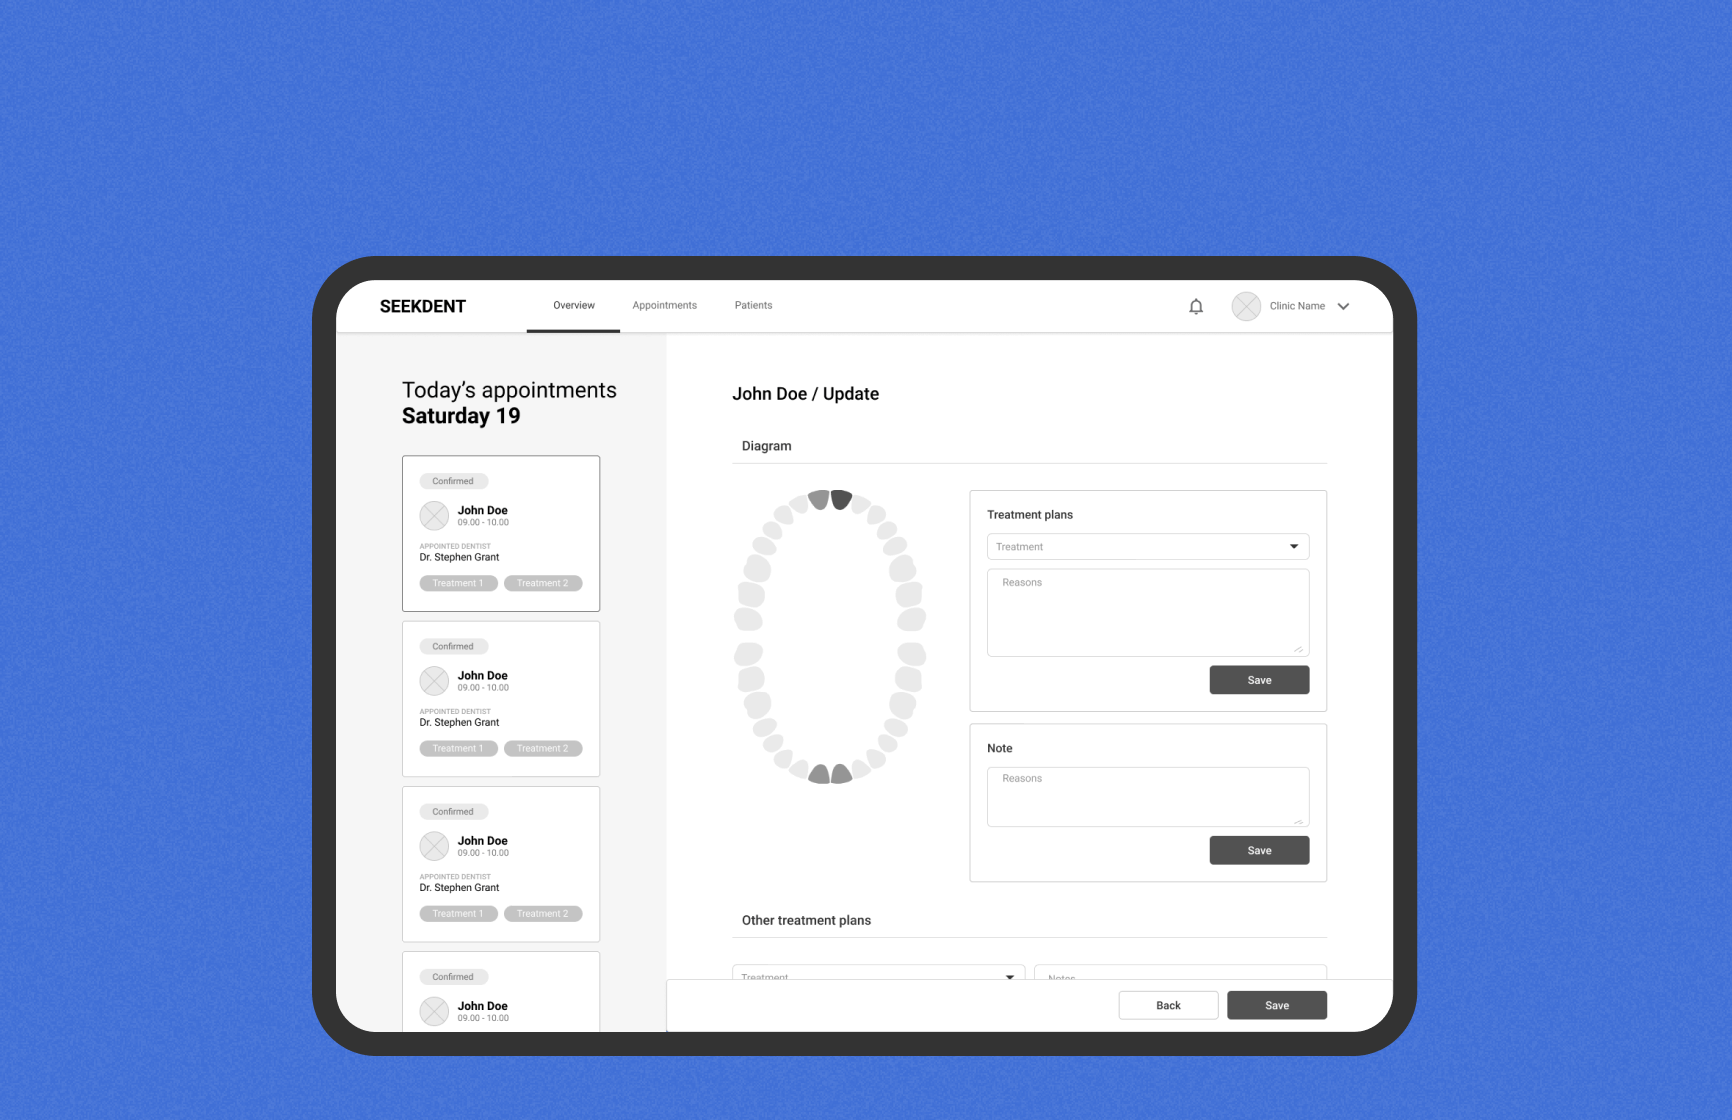 SEEKDENT
Overview
Appointments
Patients
Clinic Name
Today's appointments
Saturday 19
Confirmed
John Doe
09.00 - 10.00
APPOINTED DENTIST
Dr. Stephen Grant
Treatment 1
Treatment 2
Confirmed
John Doe
09.00 - 10.00
APPOINTED DENTIST
Dr. Stephen Grant
Treatment 1
Treatment 2
Confirmed
John Doe
09.00 - 10.00
APPOINTED DENTIST
Dr. Stephen Grant
Treatment 1
Treatment 2
Confirmed
John Doe
09.00 - 10.00
John Doe / Update
Diagram
Treatment plans
Treatment
Reasons
Save
Note
Reasons
Save
Other treatment plans
Treatment
Notes
Back
Save